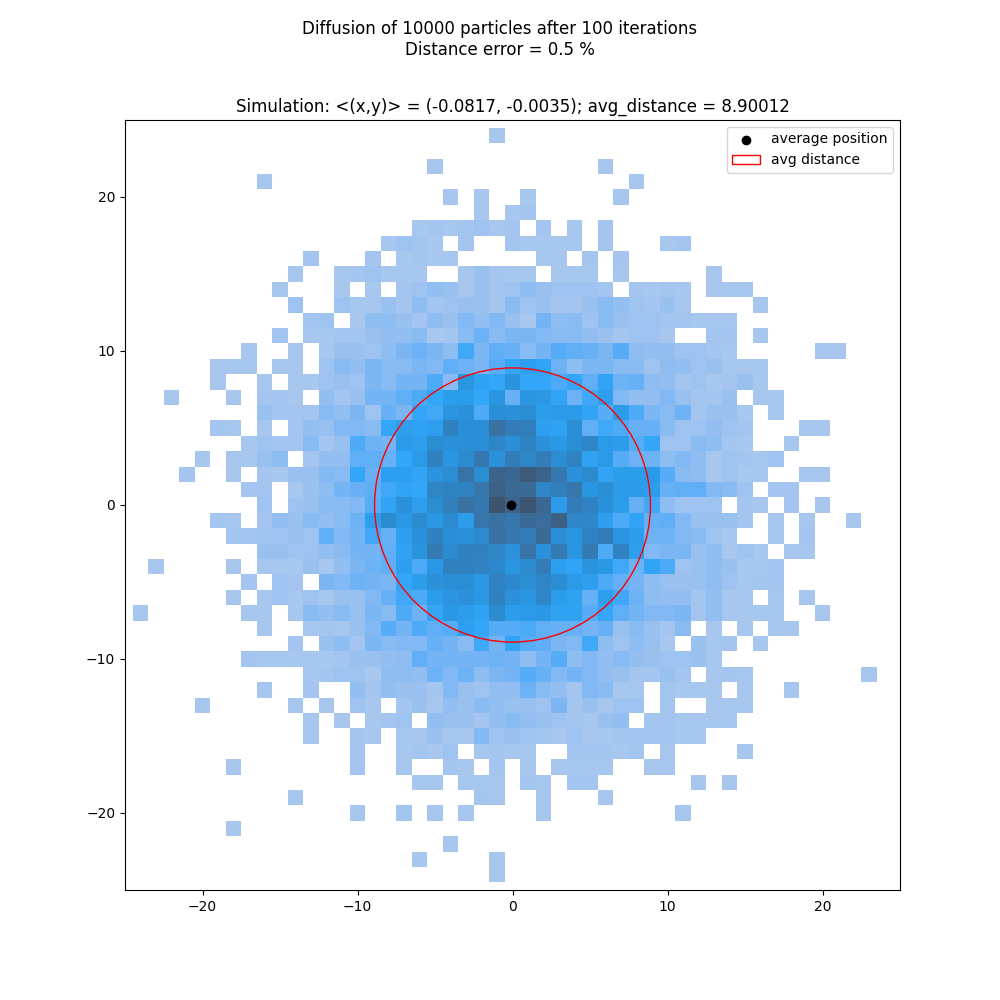 Diffusion of 10000 particles after 100 iterations
Distance error = 0.5 %
Simulation: <(x,y)> = (-0.0817, -0.0035); avg_distance = 8.90012
average position
avg distance
20
10
0
−10
−20
−20 −10 0 10 20